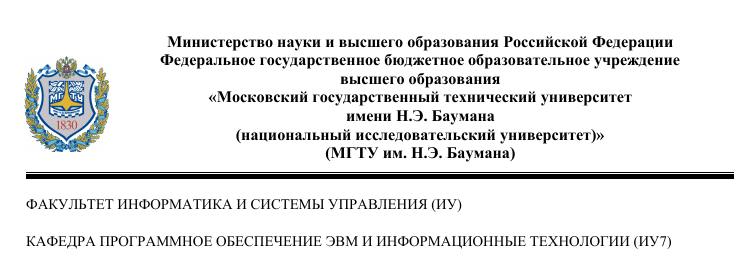 Министерство науки и высшего образования Российской Федерации
Федеральное государственное бюджетное образовательное учреждение
высшего образования
«Московский государственный технический университет
имени Н.Э. Баумана
(национальный исследовательский университет)»
(МГТУ им. Н.Э. Баумана)
1830
ФАКУЛЬТЕТ ИНФОРМАТИКА И СИСТЕМЫ УПРАВЛЕНИЯ (ИУ)
КАФЕДРА ПРОГРАММНОЕ ОБЕСПЕЧЕНИЕ ЭВМ И ИНФОРМАЦИОННЫЕ ТЕХНОЛОГИИ (ИУ7)